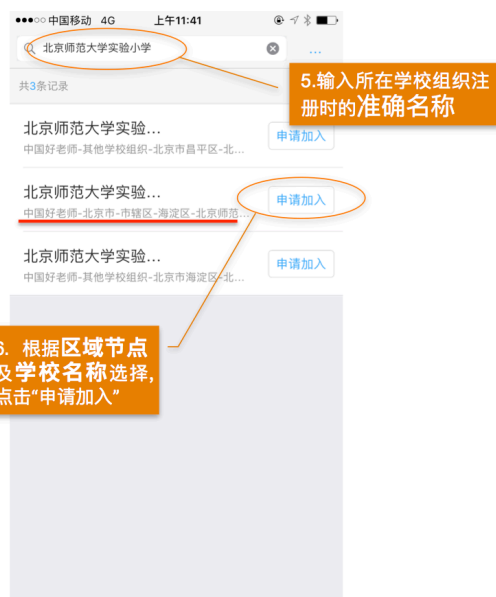 中国移动 4G 上午11:41
北京师范大学实验小学
...
共3条记录
5.输入所在学校组织注
册时的准确名称
北京师范大学实验...
中国好老师-其他学校组织-北京市昌平区-北...
申请加入
北京师范大学实验...
中国好老师-北京市-市辖区-海淀区-北京师范...
申请加入
北京师范大学实验...
中国好老师-其他学校组织-北京市海淀区-北...
申请加入
6. 根据区域节点
及学校名称选择,
点击“申请加入”